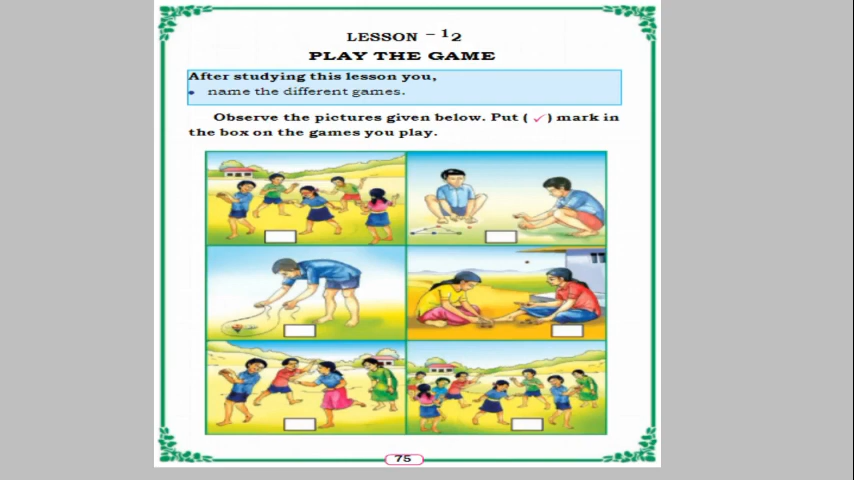 LESSON – 12
PLAY THE GAME
After studying this lesson you,
• name the different games.
Observe the pictures given below. Put ( ✓ ) mark in
the box on the games you play.
75